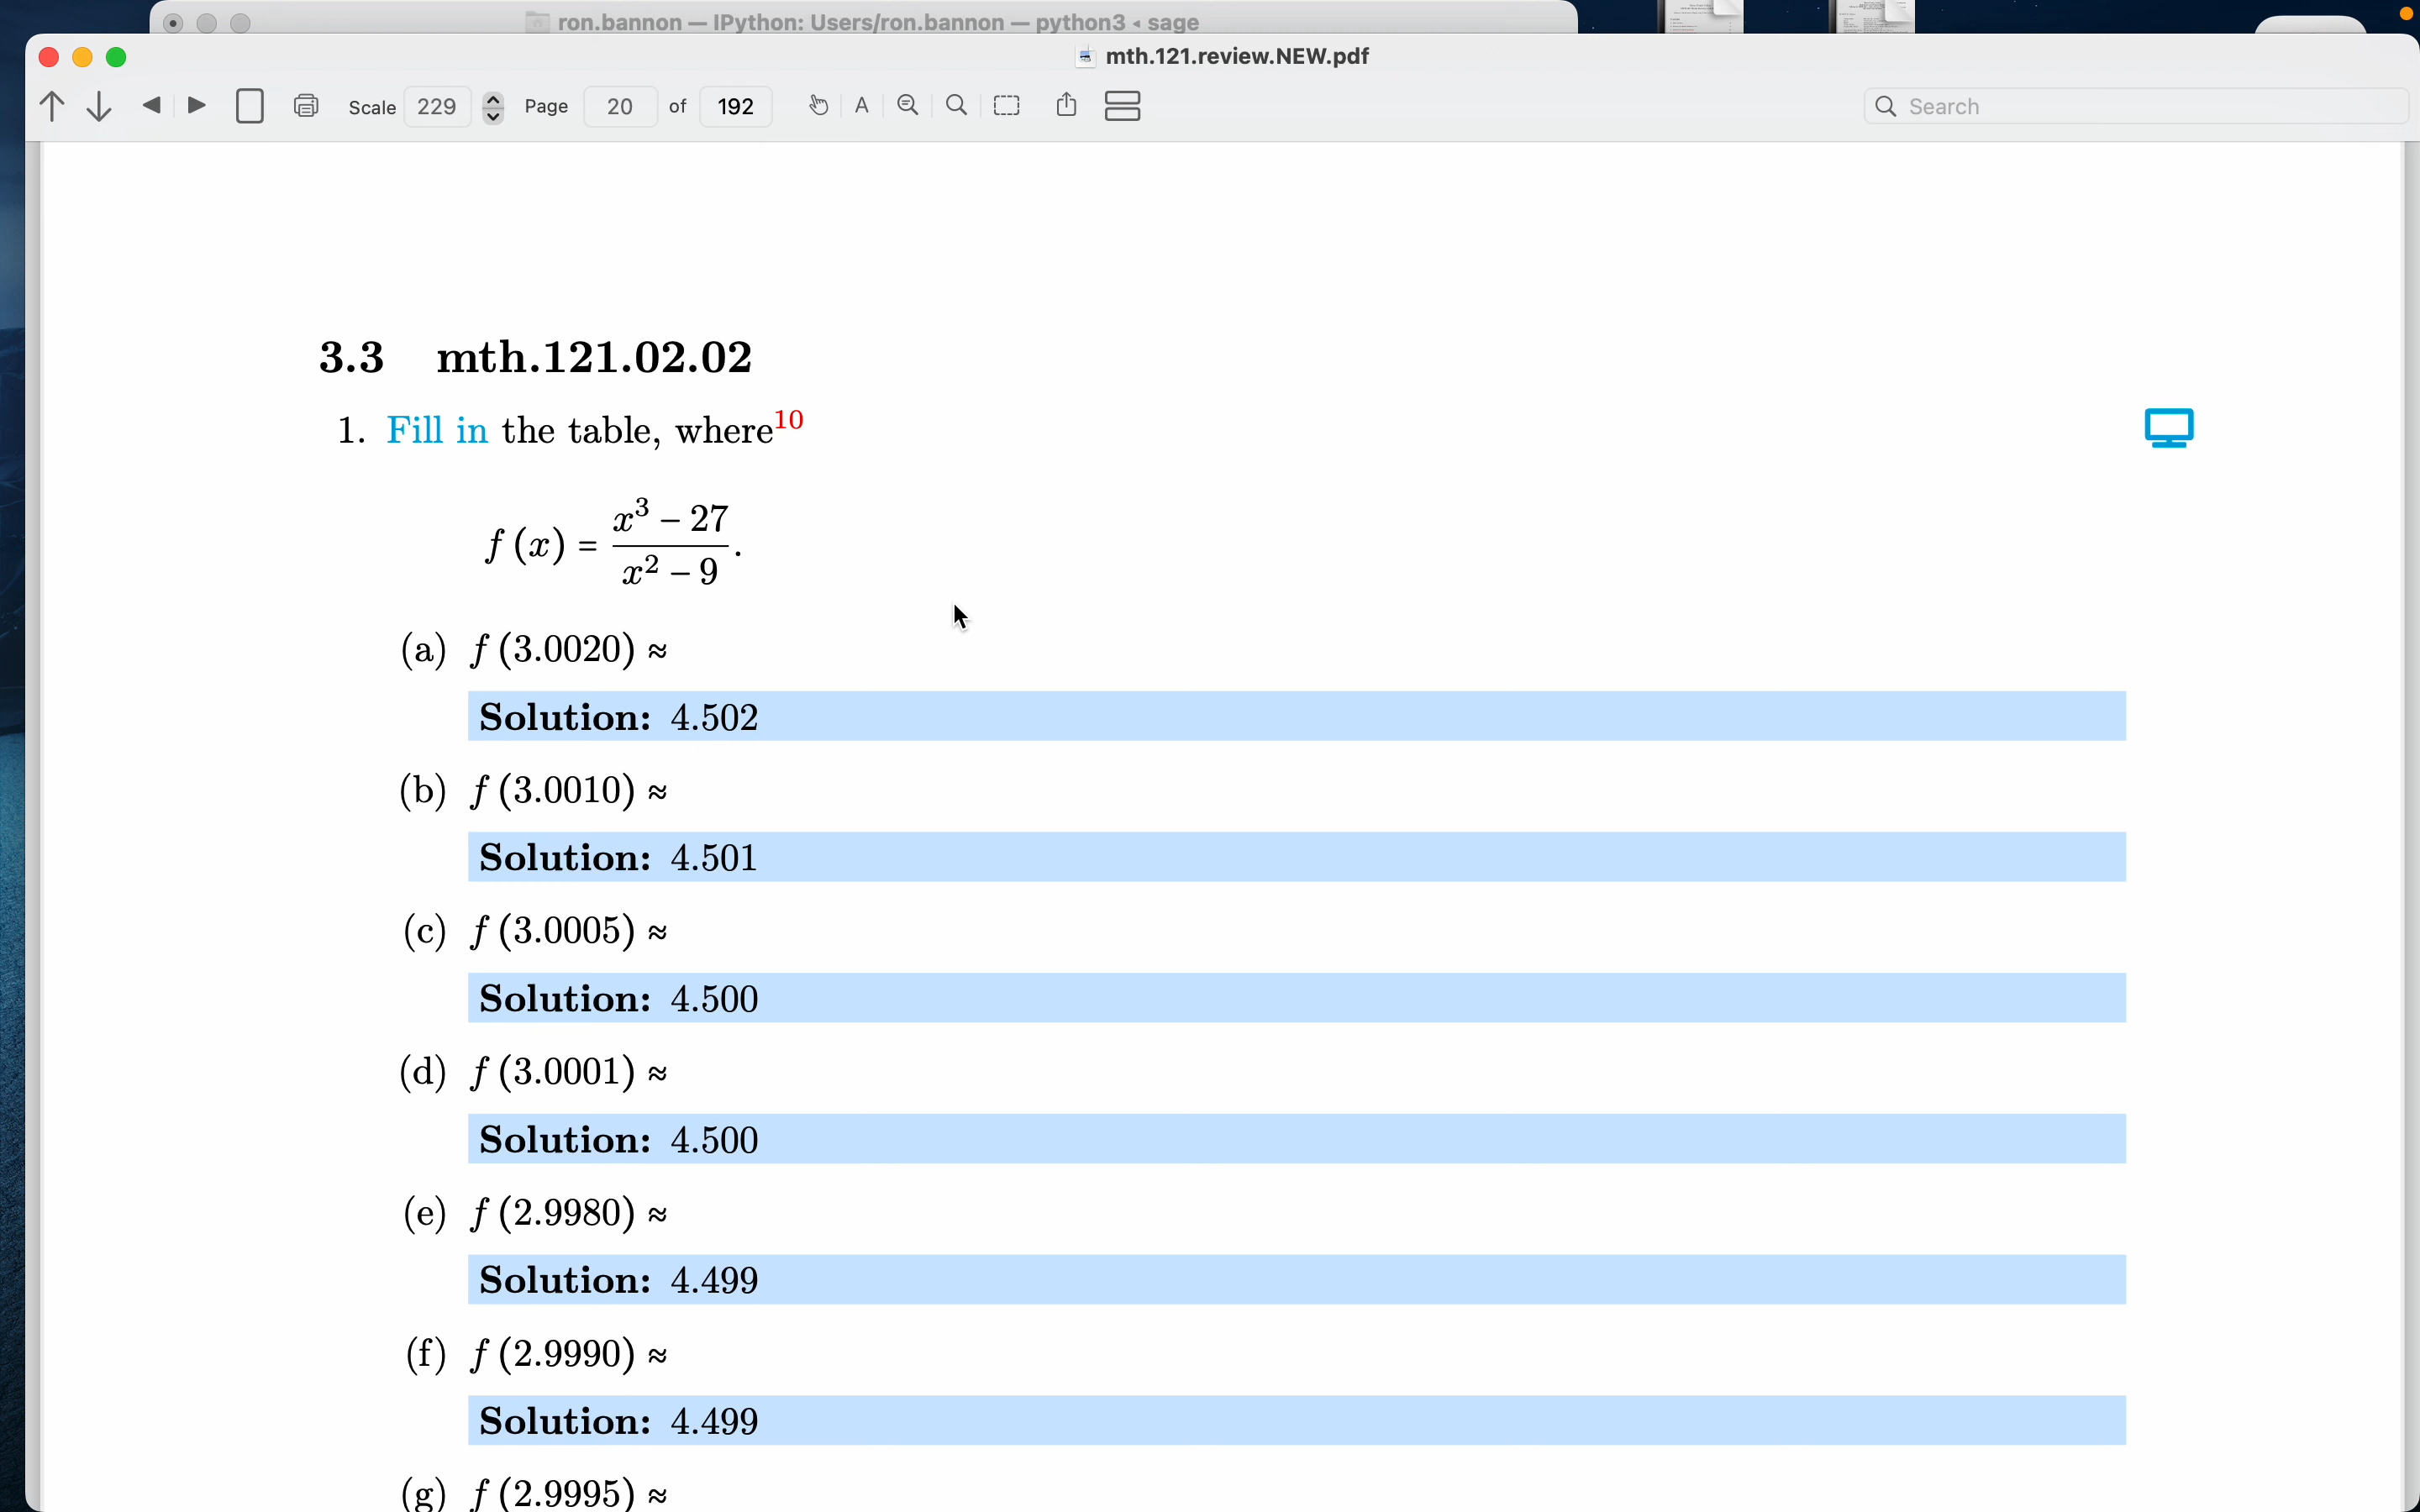 ron.bannon — IPython: Users/ron.bannon — python3 ◂ sage
mth.121.review.NEW.pdf
Scale 229 Page 20 of 192 A Search
3.3 mth.121.02.02
1. Fill in the table, where¹⁰
f (x) = (x³ − 27)/(x² − 9).
(a) f (3.0020) ≈
Solution: 4.502
(b) f (3.0010) ≈
Solution: 4.501
(c) f (3.0005) ≈
Solution: 4.500
(d) f (3.0001) ≈
Solution: 4.500
(e) f (2.9980) ≈
Solution: 4.499
(f) f (2.9990) ≈
Solution: 4.499
(g) f (2.9995) ≈